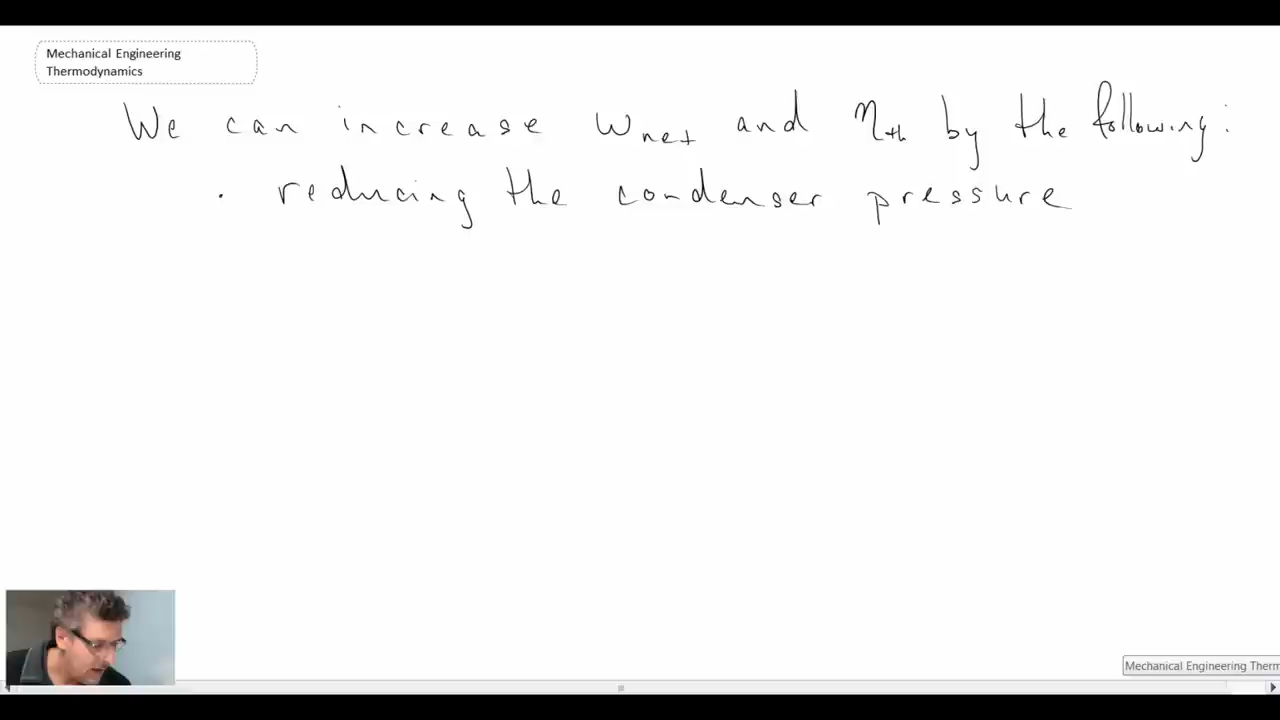 Mechanical Engineering
Thermodynamics
We can increase wnet and ηth by the following:
· reducing the condenser pressure
Mechanical Engineering Therm